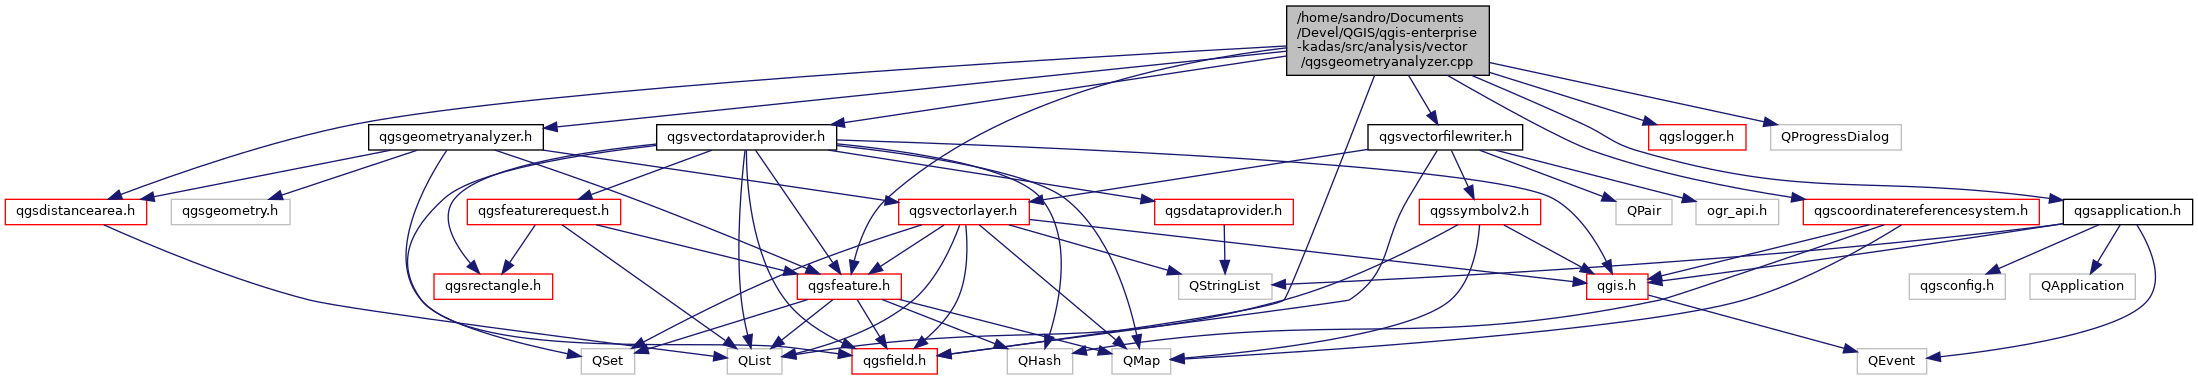 /home/sandro/Documents
/Devel/QGIS/qgis-enterprise
-kadas/src/analysis/vector
/qgsgeometryanalyzer.cpp
qgsgeometryanalyzer.h
qgsvectordataprovider.h
qgsvectorfilewriter.h
qgslogger.h
QProgressDialog
qgsdistancearea.h
qgsgeometry.h
qgsfeaturerequest.h
qgsvectorlayer.h
qgsdataprovider.h
qgssymbolv2.h
QPair
ogr_api.h
qgscoordinatereferencesystem.h
qgsapplication.h
qgsrectangle.h
qgsfeature.h
QStringList
qgis.h
qgsconfig.h
QApplication
QSet
QList
qgsfield.h
QHash
QMap
QEvent